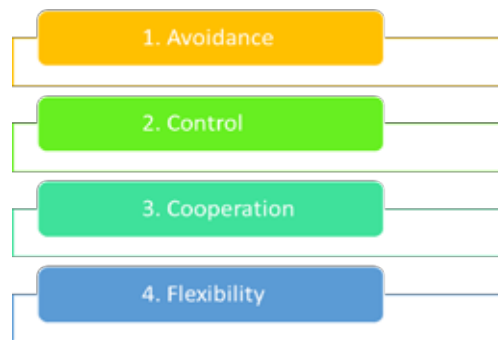 1. Avoidance
2. Control
3. Cooperation
4. Flexibility